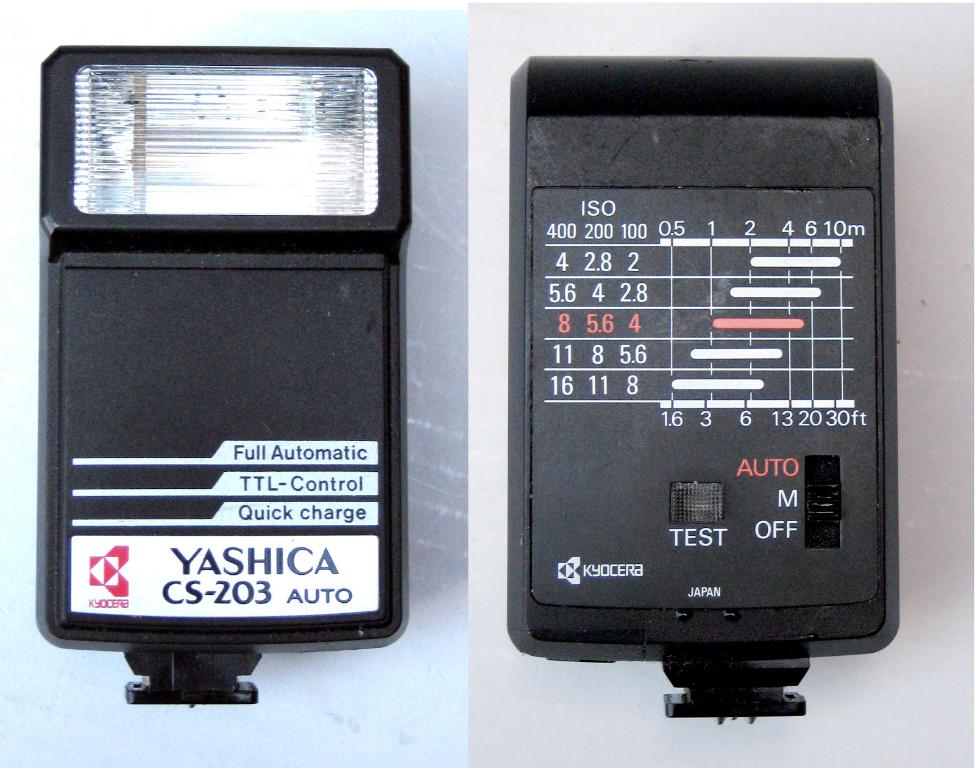 Full Automatic
TTL-Control
Quick charge
KYOCERA
YASHICA
CS-203 AUTO
ISO
400 200 100 0.5 1 2 4 6 10m
4 2.8 2
5.6 4 2.8
8 5.6 4
11 8 5.6
16 11 8
1.6 3 6 13 20 30ft
AUTO
M
OFF
TEST
KYOCERA
JAPAN